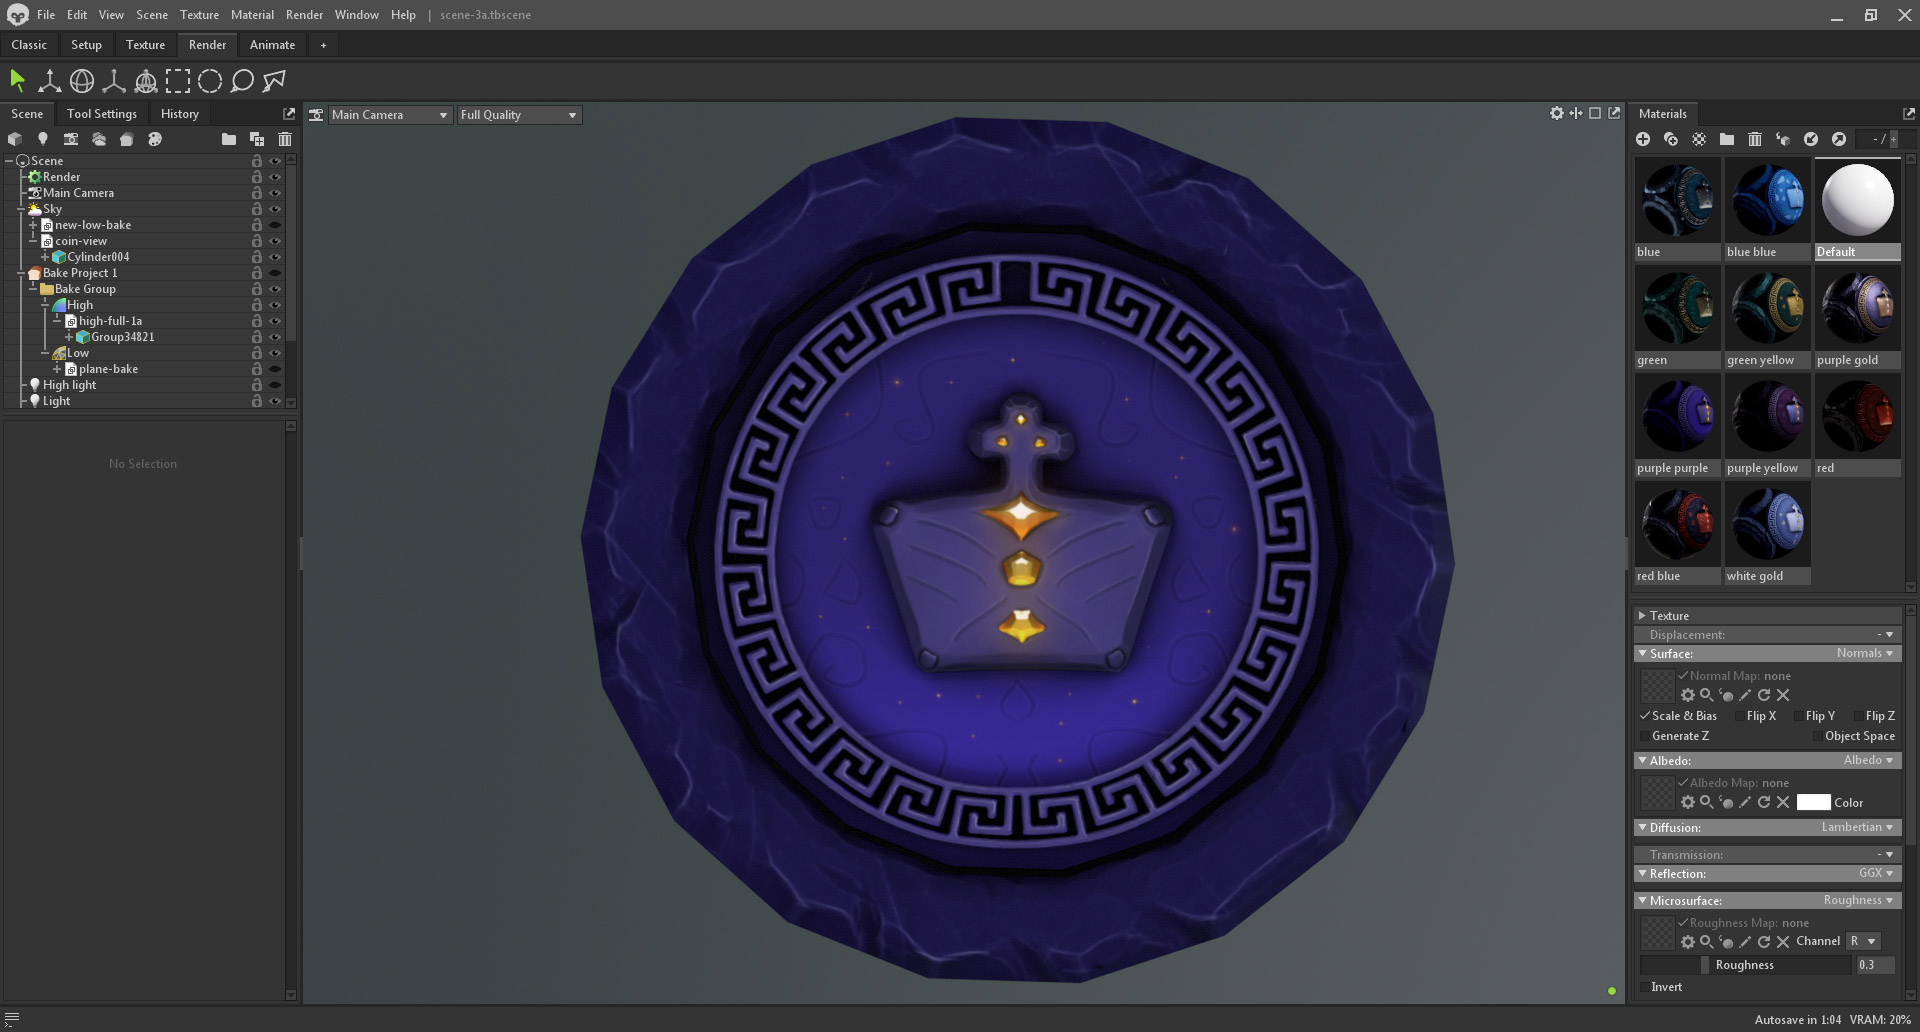 File Edit View Scene Texture Material Render Window Help | scene-3a.tbscene
Classic Setup Texture Render Animate +
Scene Tool Settings History
Main Camera Full Quality
Scene
Render
Main Camera
Sky
new-low-bake
coin-view
Cylinder004
Bake Project 1
Bake Group
High
high-full-1a
Group34821
Low
plane-bake
High light
Light
No Selection
Materials
- / +
blue blue blue Default
green green yellow purple gold
purple purple purple yellow red
red blue white gold
Texture
Displacement: -
Surface: Normals
Normal Map: none
Scale & Bias Flip X Flip Y Flip Z
Generate Z Object Space
Albedo: Albedo
Albedo Map: none
Color
Diffusion: Lambertian
Transmission: -
Reflection: GGX
Microsurface: Roughness
Roughness Map: none
Channel R
Roughness 0.3
Invert
Autosave in 1:04 VRAM: 20%